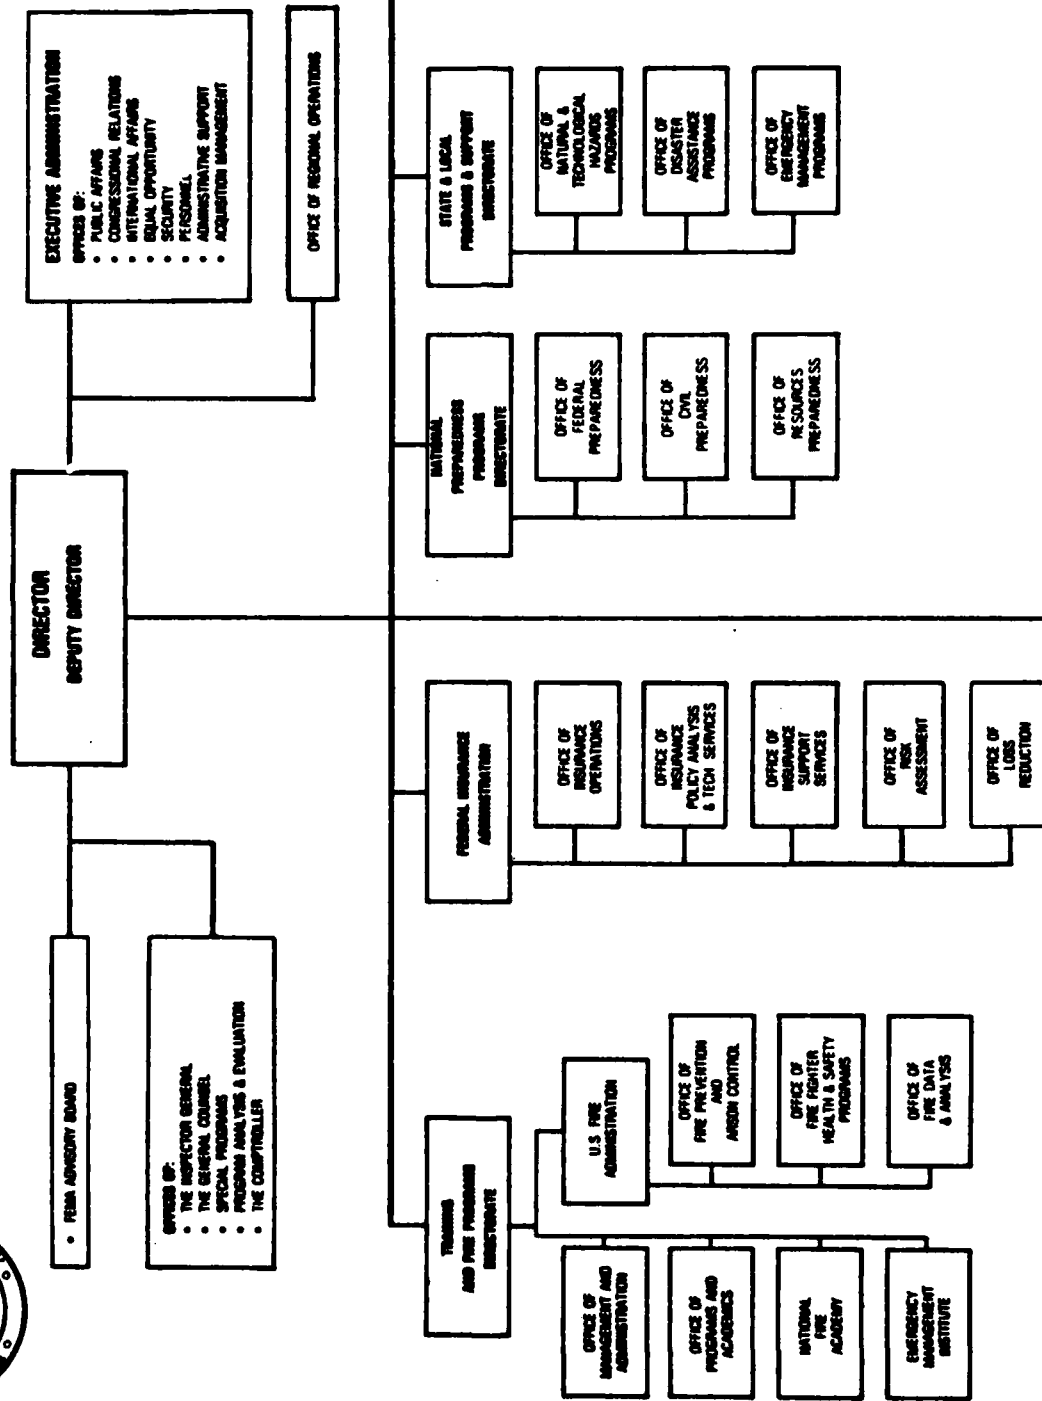 DIRECTOR
DEPUTY DIRECTOR
• FEMA ADVISORY BOARD
OFFICES OF:
• THE INSPECTOR GENERAL
• THE GENERAL COUNSEL
• SPECIAL PROGRAMS
• PROGRAM ANALYSIS & EVALUATION
• THE COMPTROLLER
EXECUTIVE ADMINISTRATION
OFFICES OF:
• PUBLIC AFFAIRS
• CONGRESSIONAL RELATIONS
• INTERNATIONAL AFFAIRS
• EQUAL OPPORTUNITY
• SECURITY
• PERSONNEL
• ADMINISTRATIVE SUPPORT
• ACQUISITION MANAGEMENT
OFFICE OF REGIONAL OPERATIONS
TRAINING
AND FIRE PROGRAMS
DIRECTORATE
OFFICE OF
MANAGEMENT AND
ADMINISTRATION
OFFICE OF
PROGRAMS AND
ACADEMICS
NATIONAL
FIRE
ACADEMY
EMERGENCY
MANAGEMENT
INSTITUTE
U.S FIRE
ADMINISTRATION
OFFICE OF
FIRE PREVENTION
AND
ARSON CONTROL
OFFICE OF
FIRE FIGHTER
HEALTH & SAFETY
PROGRAMS
OFFICE OF
FIRE DATA
& ANALYSIS
FEDERAL INSURANCE
ADMINISTRATION
OFFICE OF
INSURANCE
OPERATIONS
OFFICE OF
INSURANCE
POLICY ANALYSIS
& TECH SERVICES
OFFICE OF
INSURANCE
SUPPORT
SERVICES
OFFICE OF
RISK
ASSESSMENT
OFFICE OF
LOSS
REDUCTION
NATIONAL
PREPAREDNESS
PROGRAMS
DIRECTORATE
OFFICE OF
FEDERAL
PREPAREDNESS
OFFICE OF
CIVIL
PREPAREDNESS
OFFICE OF
RESOURCES
PREPAREDNESS
STATE & LOCAL
PROGRAMS & SUPPORT
DIRECTORATE
OFFICE OF
NATURAL &
TECHNOLOGICAL
HAZARDS
PROGRAMS
OFFICE OF
DISASTER
ASSISTANCE
PROGRAMS
OFFICE OF
EMERGENCY
MANAGEMENT
PROGRAMS